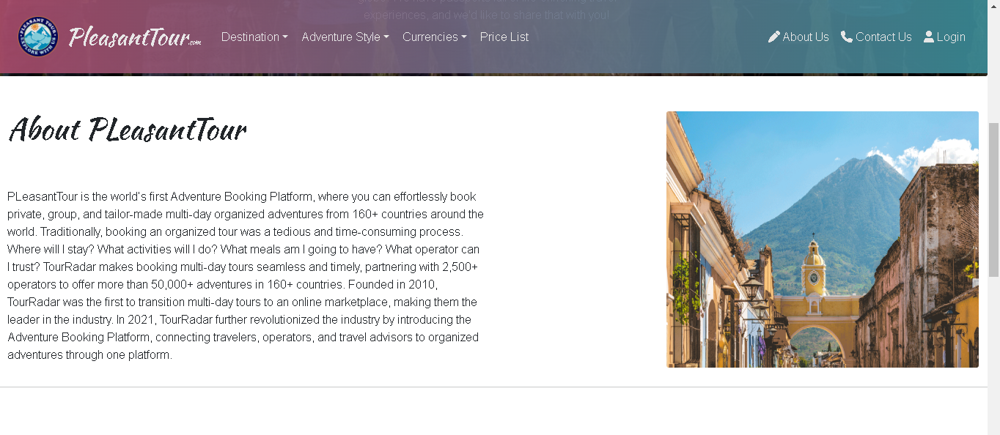 experiences, and we'd like to share that with you!
PLEASANT TOUR
EXPLORE WITH US
PleasantTour.com
Destination
Adventure Style
Currencies
Price List
About Us
Contact Us
Login
About PLeasantTour
PLeasantTour is the world's first Adventure Booking Platform, where you can effortlessly book
private, group, and tailor-made multi-day organized adventures from 160+ countries around the
world. Traditionally, booking an organized tour was a tedious and time-consuming process.
Where will I stay? What activities will I do? What meals am I going to have? What operator can
I trust? TourRadar makes booking multi-day tours seamless and timely, partnering with 2,500+
operators to offer more than 50,000+ adventures in 160+ countries. Founded in 2010,
TourRadar was the first to transition multi-day tours to an online marketplace, making them the
leader in the industry. In 2021, TourRadar further revolutionized the industry by introducing the
Adventure Booking Platform, connecting travelers, operators, and travel advisors to organized
adventures through one platform.